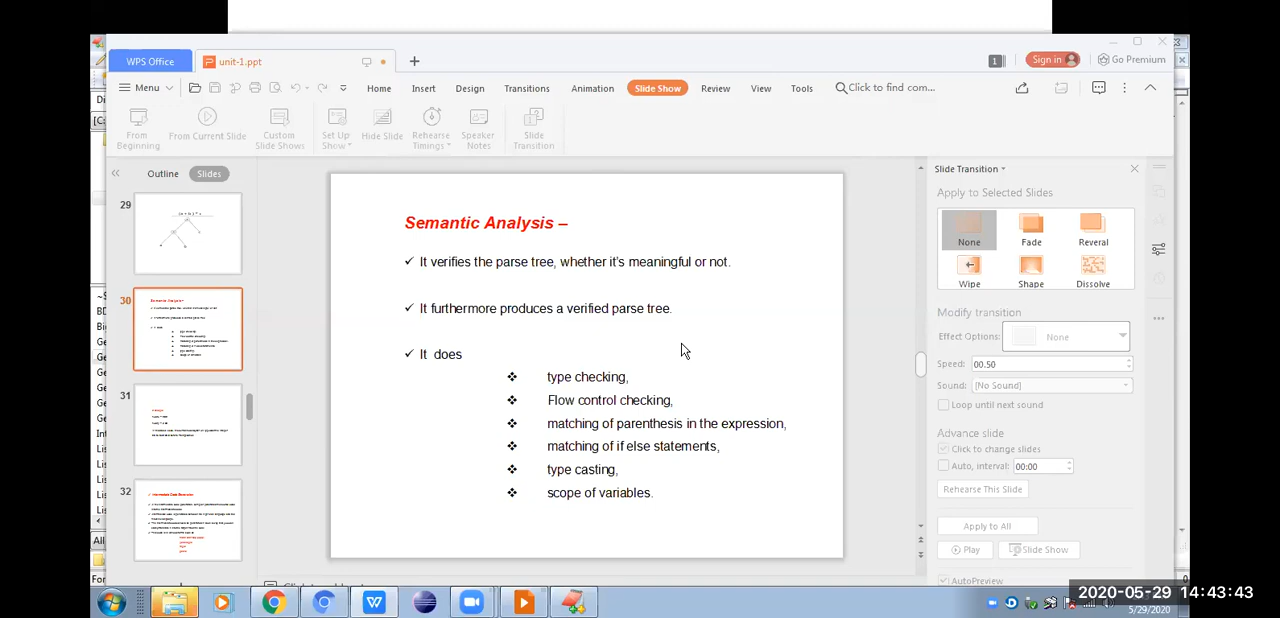 WPS Office
unit-1.ppt
1
Sign in
Go Premium
Menu
Home
Insert
Design
Transitions
Animation
Slide Show
Review
View
Tools
Click to find com...
From Beginning
From Current Slide
Custom Slide Shows
Set Up Show
Hide Slide
Rehearse Timings
Speaker Notes
Slide Transition
Outline
Slides
29
30
31
32
Semantic Analysis –
✓ It verifies the parse tree, whether it's meaningful or not.
✓ It furthermore produces a verified parse tree.
✓ It does
❖ type checking,
❖ Flow control checking,
❖ matching of parenthesis in the expression,
❖ matching of if else statements,
❖ type casting,
❖ scope of variables.
Slide Transition
Apply to Selected Slides
None
Fade
Reveral
Wipe
Shape
Dissolve
Modify transition
Effect Options:
None
Speed:
00.50
Sound:
[No Sound]
Loop until next sound
Advance slide
Click to change slides
Auto, interval:
00:00
Rehearse This Slide
Apply to All
Play
Slide Show
AutoPreview
2020-05-29 14:43:43
5/29/2020